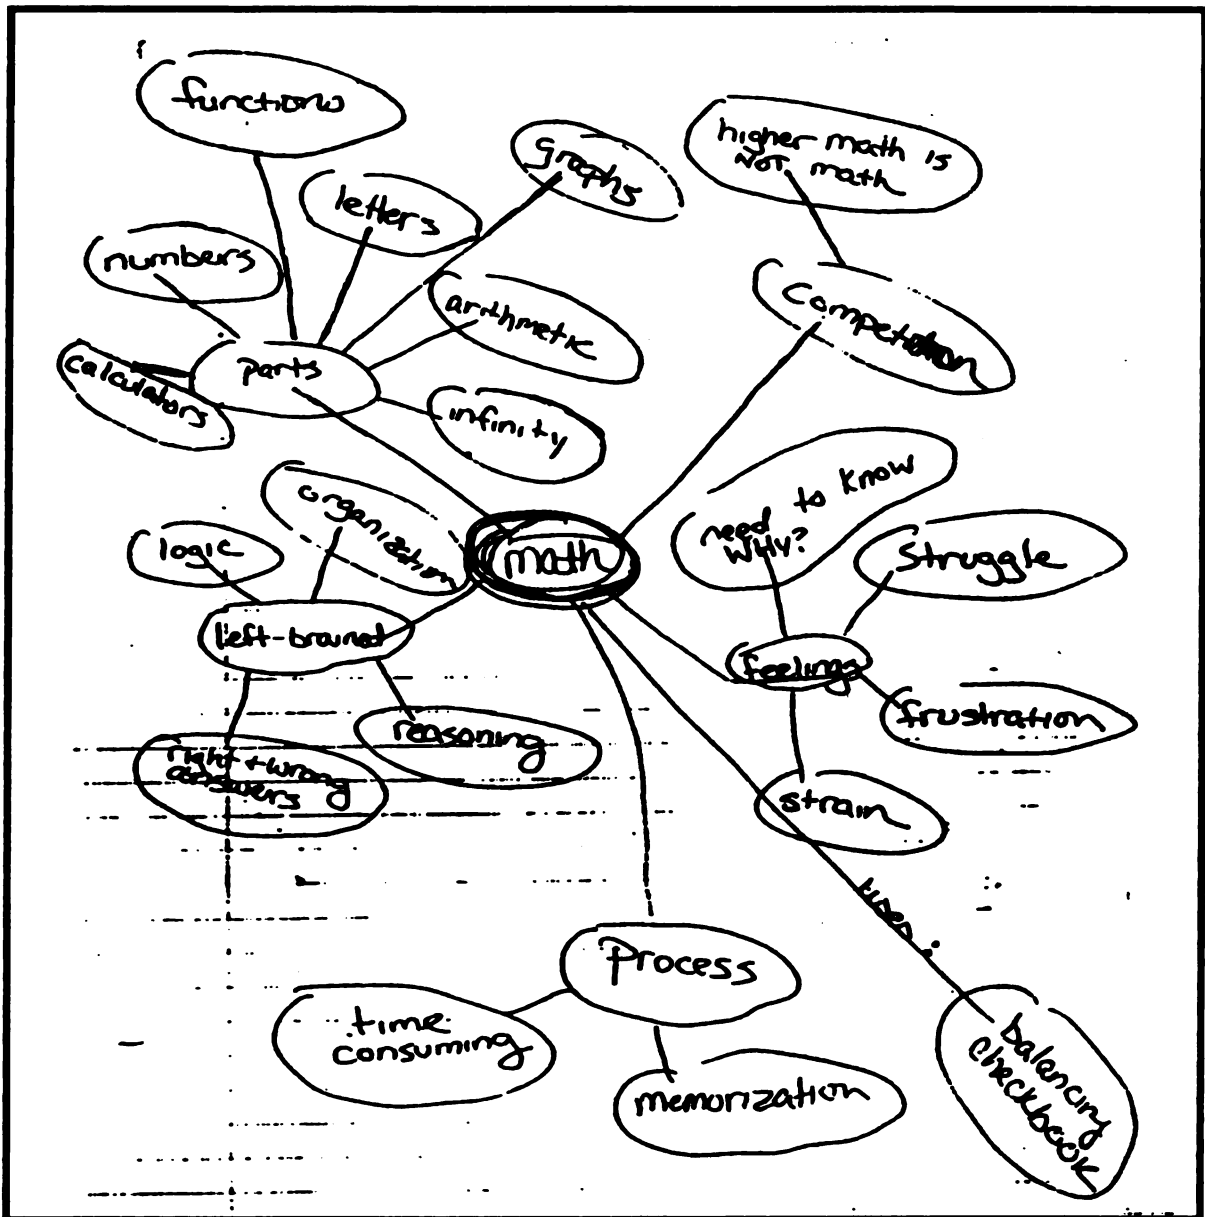 functions
Graphs
higher math is
NOT math
letters
numbers
competition
arithmetic
parts
calculators
infinity
need to know
WHY?
organization
math
struggle
logic
left-brained
feelings
frustration
reasoning
right + wrong
answers
strain
uses:
Process
time
consuming
memorization
balancing
checkbook